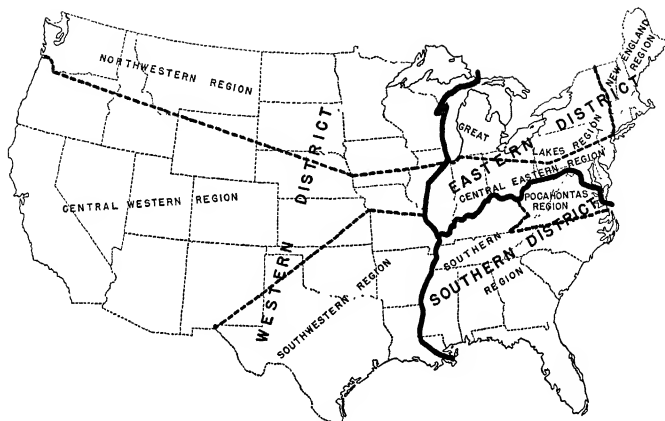 NORTHWESTERN REGION
NEW ENGLAND
REGION
GREAT
LAKES REGION
EASTERN DISTRICT
CENTRAL EASTERN REGION
CENTRAL WESTERN REGION
WESTERN DISTRICT
POCAHONTAS
REGION
SOUTHERN
REGION
SOUTHERN DISTRICT
SOUTHWESTERN REGION